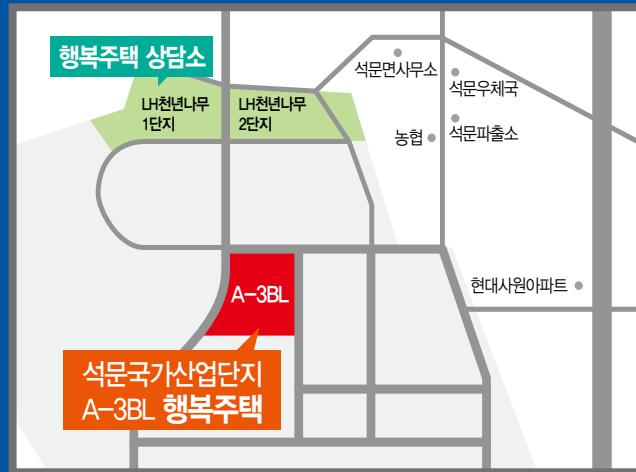 행복주택 상담소
LH천년나무
1단지
LH천년나무
2단지
석문면사무소
석문우체국
농협
석문파출소
A-3BL
현대사원아파트
석문국가산업단지
A-3BL 행복주택